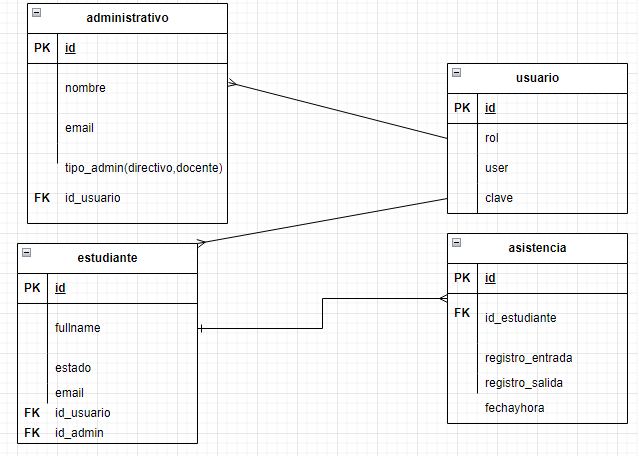 administrativo
PK id
nombre
email
tipo_admin(directivo,docente)
FK id_usuario
usuario
PK id
rol
user
clave
estudiante
PK id
fullname
estado
email
FK id_usuario
FK id_admin
asistencia
PK id
FK id_estudiante
registro_entrada
registro_salida
fechayhora